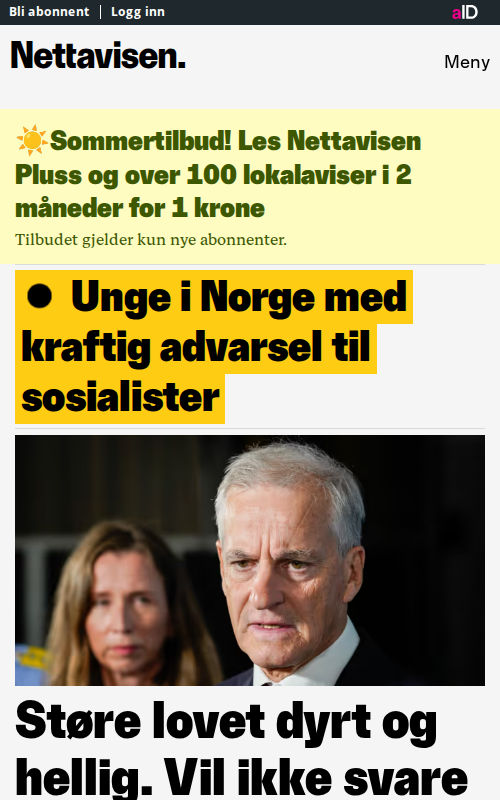 Bli abonnent | Logg inn
aID
Nettavisen.
Meny
☀️Sommertilbud! Les Nettavisen
Pluss og over 100 lokalaviser i 2
måneder for 1 krone
Tilbudet gjelder kun nye abonnenter.
Unge i Norge med
kraftig advarsel til
sosialister
Støre lovet dyrt og
hellig. Vil ikke svare